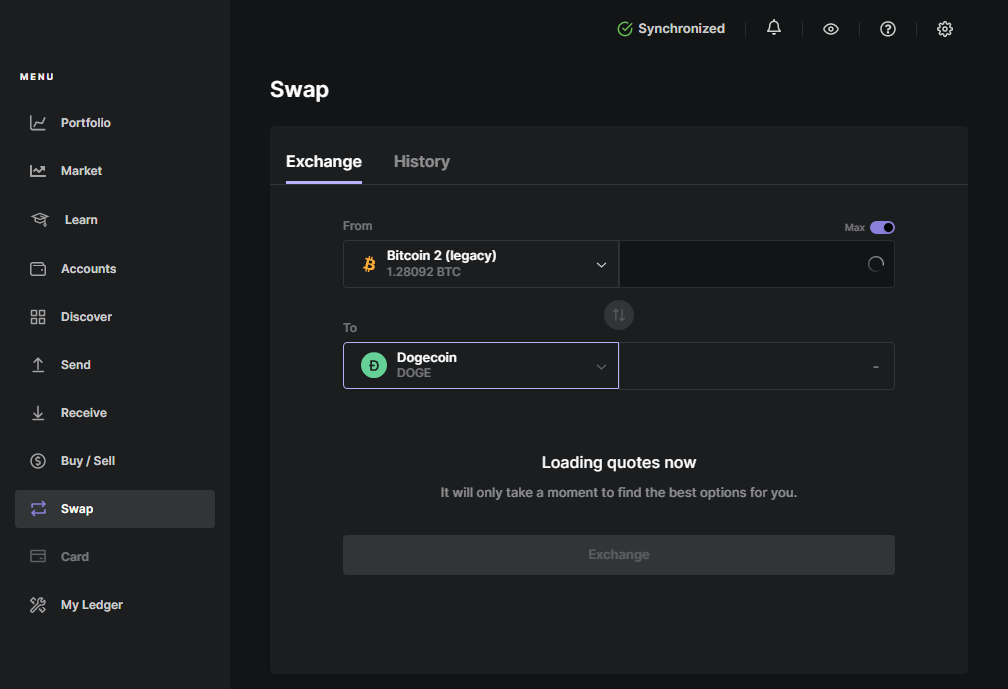 Synchronized
MENU
Portfolio
Market
Learn
Accounts
Discover
Send
Receive
Buy / Sell
Swap
Card
My Ledger
Swap
Exchange History
From Max
Bitcoin 2 (legacy)
1.28092 BTC
To
Dogecoin
DOGE
-
Loading quotes now
It will only take a moment to find the best options for you.
Exchange